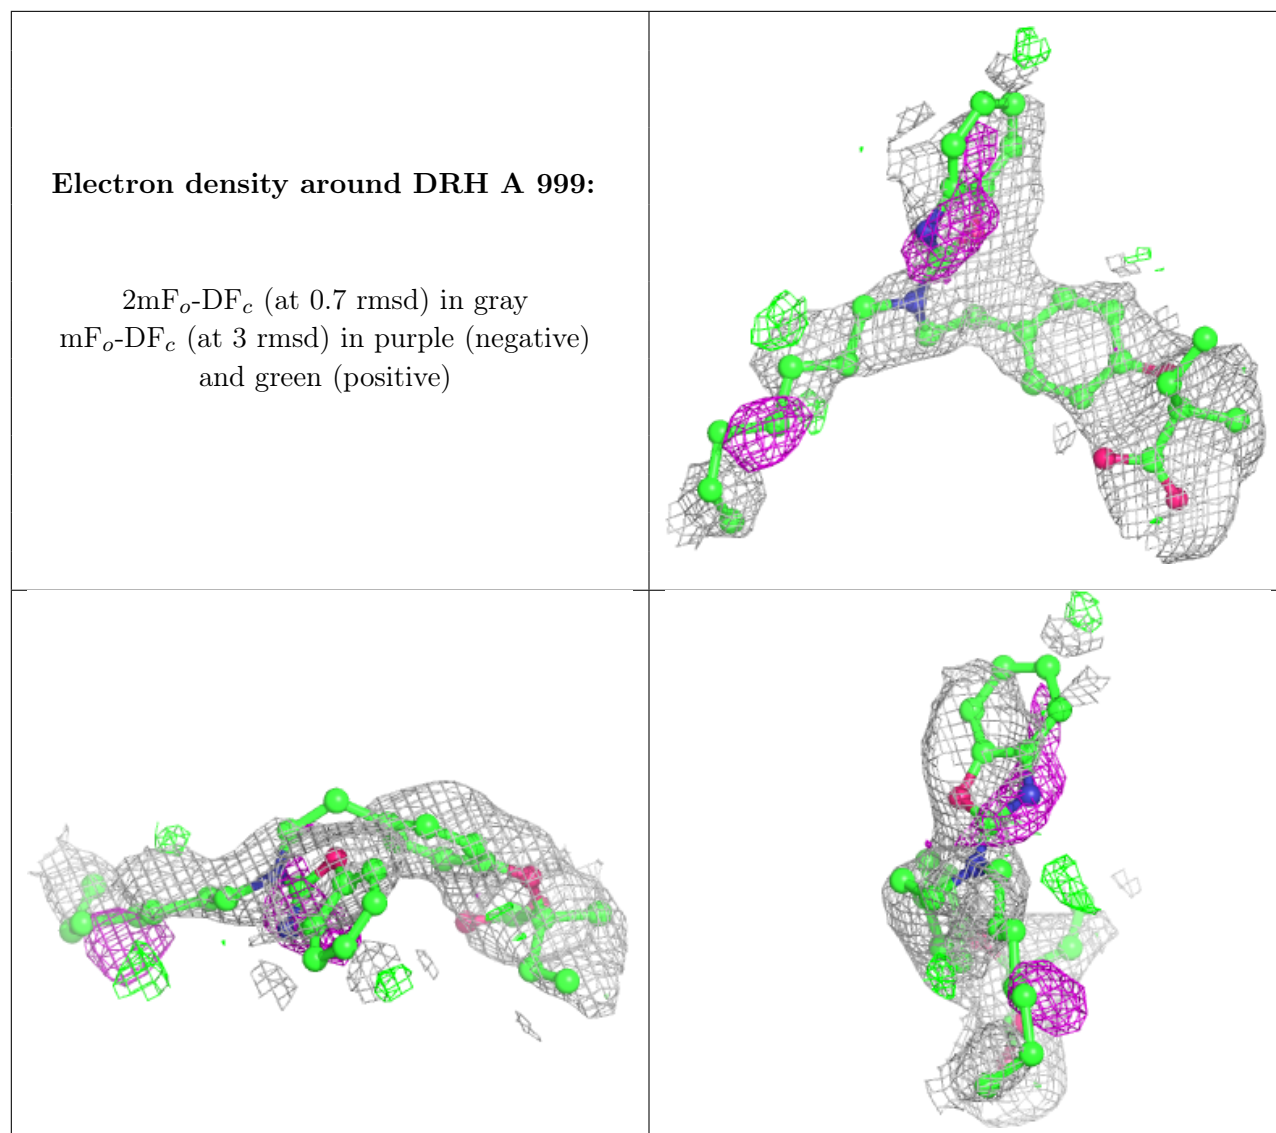 Electron density around DRH A 999:
2mFo-DFc (at 0.7 rmsd) in gray
mFo-DFc (at 3 rmsd) in purple (negative)
and green (positive)